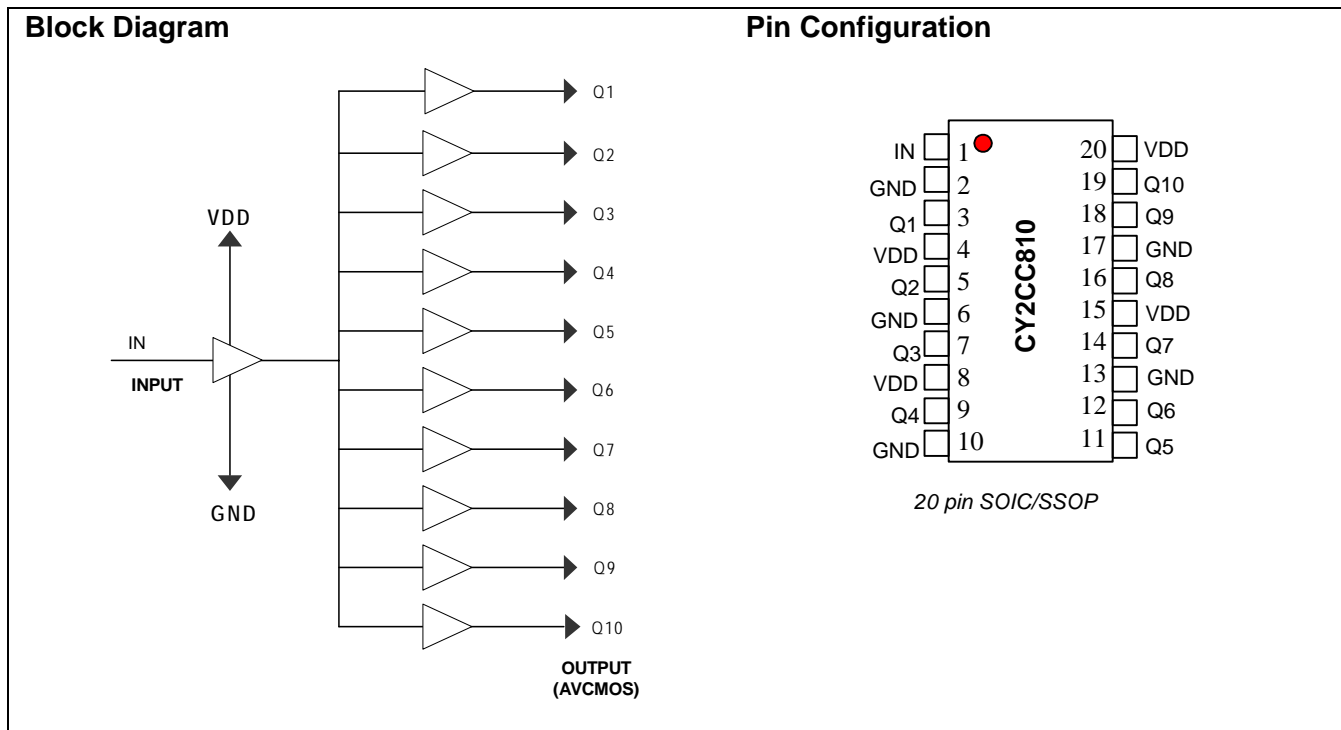 Block Diagram
Pin Configuration
VDD
IN
INPUT
GND
Q1
Q2
Q3
Q4
Q5
Q6
Q7
Q8
Q9
Q10
OUTPUT
(AVCMOS)
IN 1 20 VDD
GND 2 19 Q10
Q1 3 18 Q9
VDD 4 17 GND
Q2 5 16 Q8
GND 6 15 VDD
Q3 7 14 Q7
VDD 8 13 GND
Q4 9 12 Q6
GND 10 11 Q5
CY2CC810
20 pin SOIC/SSOP